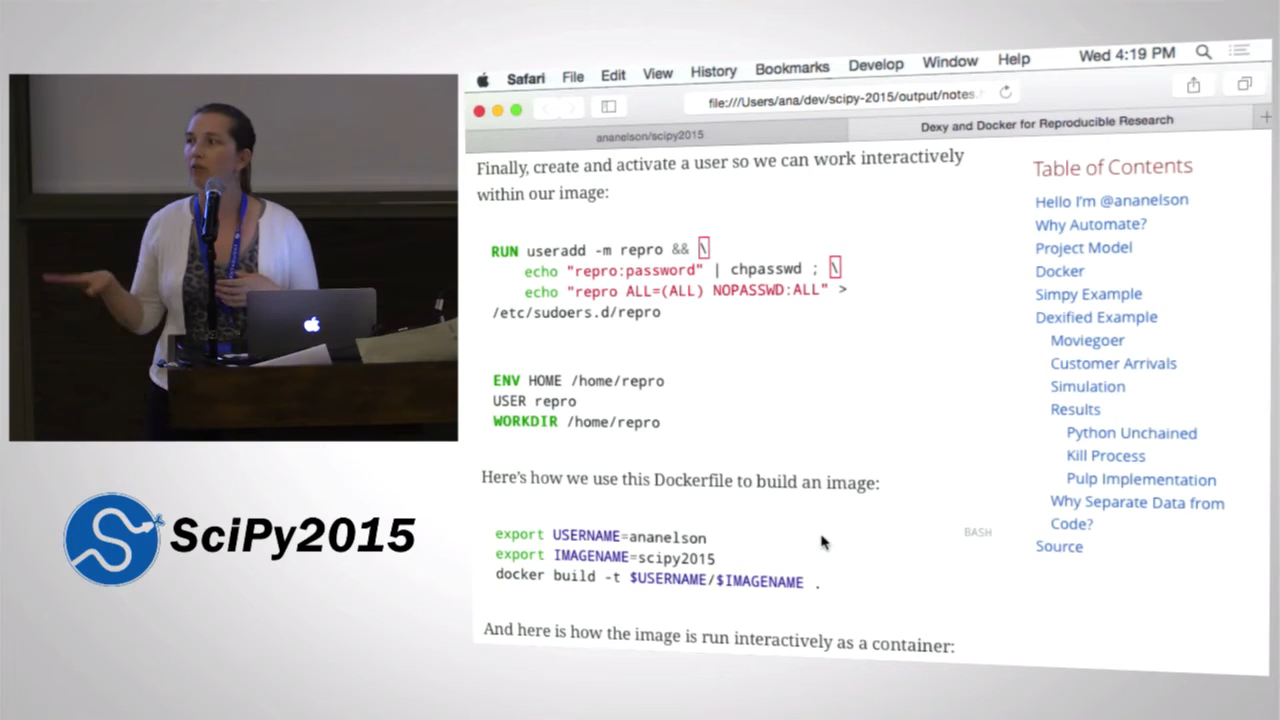 Safari File Edit View History Bookmarks Develop Window Help Wed 4:19 PM
file:///Users/ana/dev/scipy-2015/output/notes.
ananelson/scipy2015
Dexy and Docker for Reproducible Research
Finally, create and activate a user so we can work interactively
within our image:
RUN useradd -m repro && \
echo "repro:password" | chpasswd ; \
echo "repro ALL=(ALL) NOPASSWD:ALL" >
/etc/sudoers.d/repro
ENV HOME /home/repro
USER repro
WORKDIR /home/repro
Here's how we use this Dockerfile to build an image:
BASH
export USERNAME=ananelson
export IMAGENAME=scipy2015
docker build -t $USERNAME/$IMAGENAME .
And here is how the image is run interactively as a container:
Table of Contents
Hello I'm @ananelson
Why Automate?
Project Model
Docker
Simpy Example
Dexified Example
Moviegoer
Customer Arrivals
Simulation
Results
Python Unchained
Kill Process
Pulp Implementation
Why Separate Data from
Code?
Source
SciPy2015